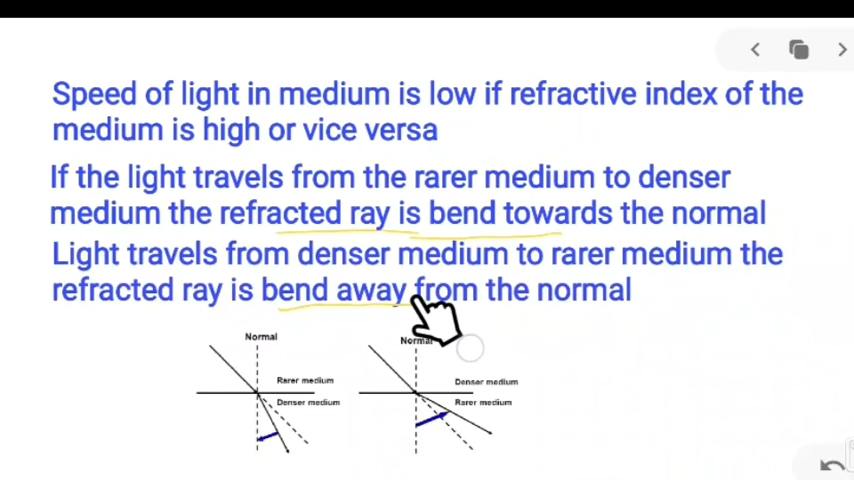 Speed of light in medium is low if refractive index of the
medium is high or vice versa
If the light travels from the rarer medium to denser
medium the refracted ray is bend towards the normal
Light travels from denser medium to rarer medium the
refracted ray is bend away from the normal
Normal
Rarer medium
Denser medium
Normal
Denser medium
Rarer medium